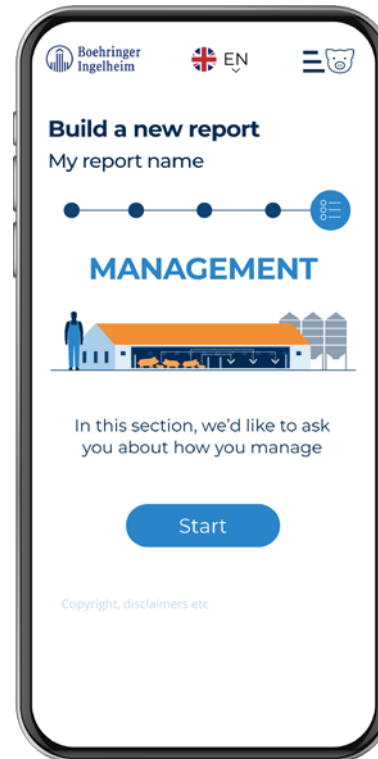 Boehringer
Ingelheim
EN
Build a new report
My report name
MANAGEMENT
In this section, we’d like to ask
you about how you manage
Start
Copyright, disclaimers etc